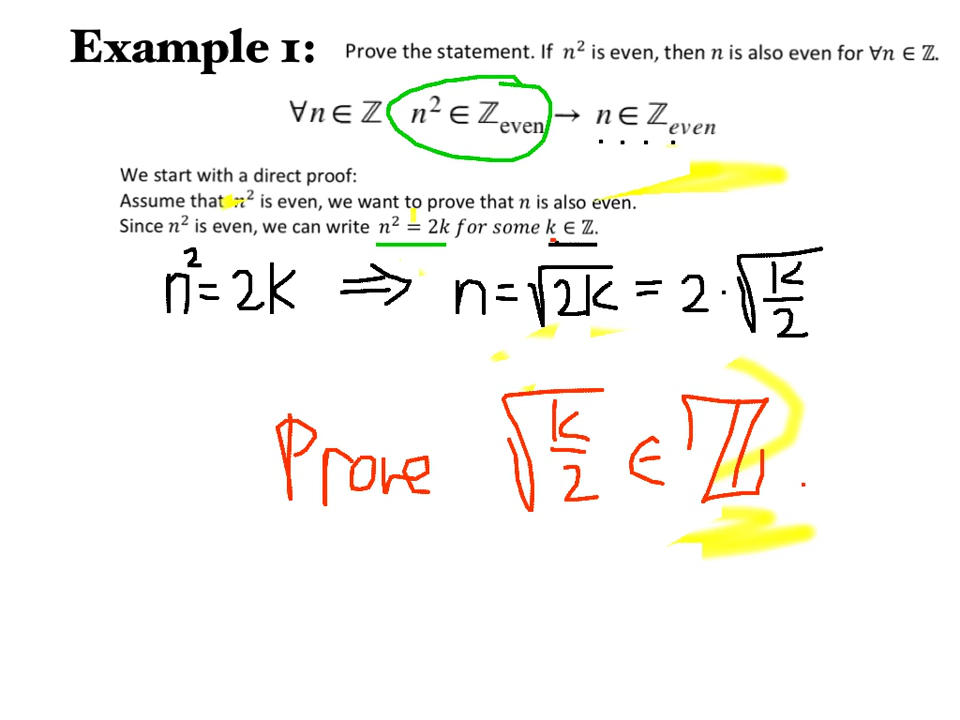 Example 1: Prove the statement. If n² is even, then n is also even for ∀n ∈ ℤ.
∀n ∈ ℤ n² ∈ ℤeven → n ∈ ℤeven
We start with a direct proof:
Assume that n² is even, we want to prove that n is also even.
Since n² is even, we can write n² = 2k for some k ∈ ℤ.
n² = 2k ⟹ n = √2k = 2 · √k/2
Prove √k/2 ∈ ℤ.